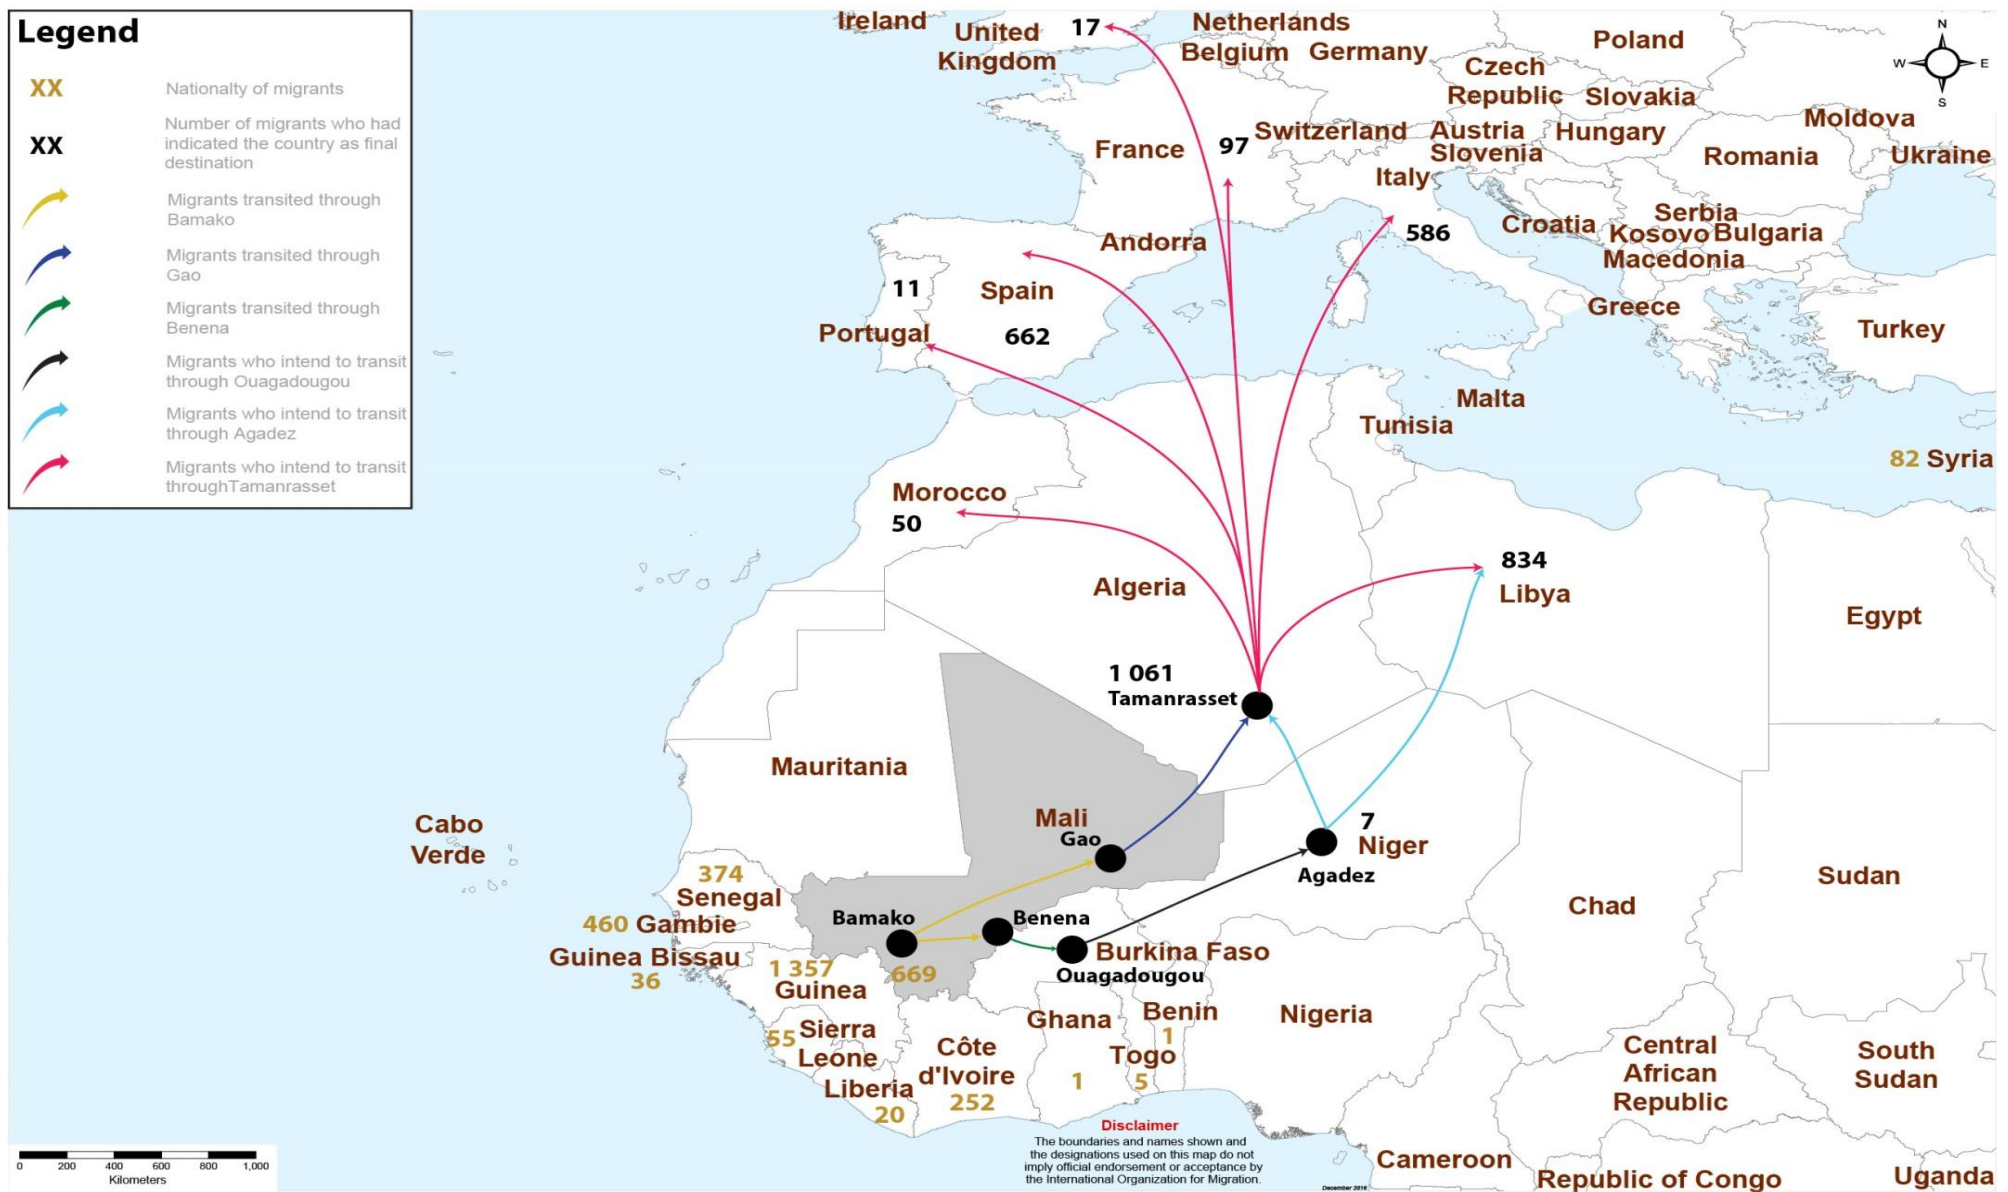 Legend
XX
Nationalty of migrants
XX
Number of migrants who had
indicated the country as final
destination
Migrants transited through
Bamako
Migrants transited through
Gao
Migrants transited through
Benena
Migrants who intend to transit
through Ouagadougou
Migrants who intend to transit
through Agadez
Migrants who intend to transit
throughTamanrasset
Ireland
United
Kingdom
17
Netherlands
Belgium
Germany
Poland
Czech
Republic
Slovakia
N
W
E
S
France
97
Switzerland
Austria
Slovenia
Hungary
Moldova
Romania
Ukraine
Italy
586
Croatia
Serbia
Kosovo
Bulgaria
Macedonia
Andorra
11
Portugal
Spain
662
Greece
Turkey
Malta
Tunisia
82 Syria
Morocco
50
Algeria
834
Libya
Egypt
1 061
Tamanrasset
Mauritania
Mali
Gao
7
Niger
Agadez
Cabo
Verde
374
Senegal
460 Gambie
Guinea Bissau
36
Bamako
Benena
669
1 357
Guinea
Burkina Faso
Ouagadougou
Chad
Sudan
55
Sierra
Leone
Liberia
20
Côte
d'Ivoire
252
Ghana
1
Benin
1
Togo
5
Nigeria
Central
African
Republic
South
Sudan
Cameroon
Republic of Congo
Uganda
Disclaimer
The boundaries and names shown and
the designations used on this map do not
imply official endorsement or acceptance by
the International Organization for Migration.
December 2016
0 200 400 600 800 1,000
Kilometers